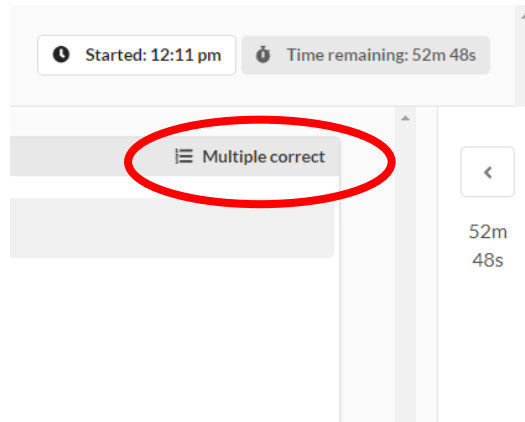 Started: 12:11 pm Time remaining: 52m 48s
Multiple correct
52m
48s